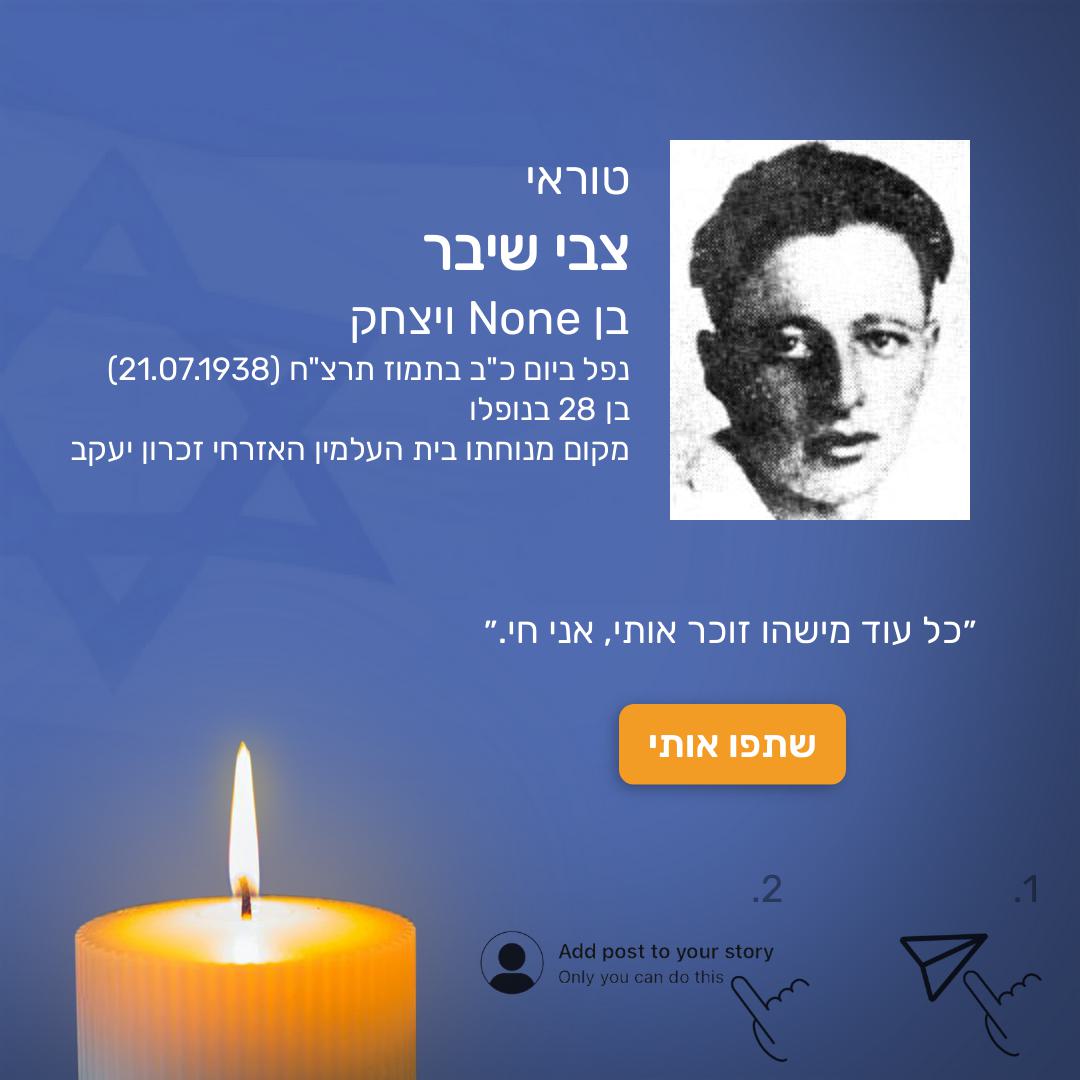 טוראי
צבי שיבר
בן None ויצחק
נפל ביום כ"ב בתמוז תרצ"ח (21.07.1938)
בן 28 בנופלו
מקום מנוחתו בית העלמין האזרחי זכרון יעקב
״כל עוד מישהו זוכר אותי, אני חי.״
שתפו אותי
.1
.2
Add post to your story
Only you can do this